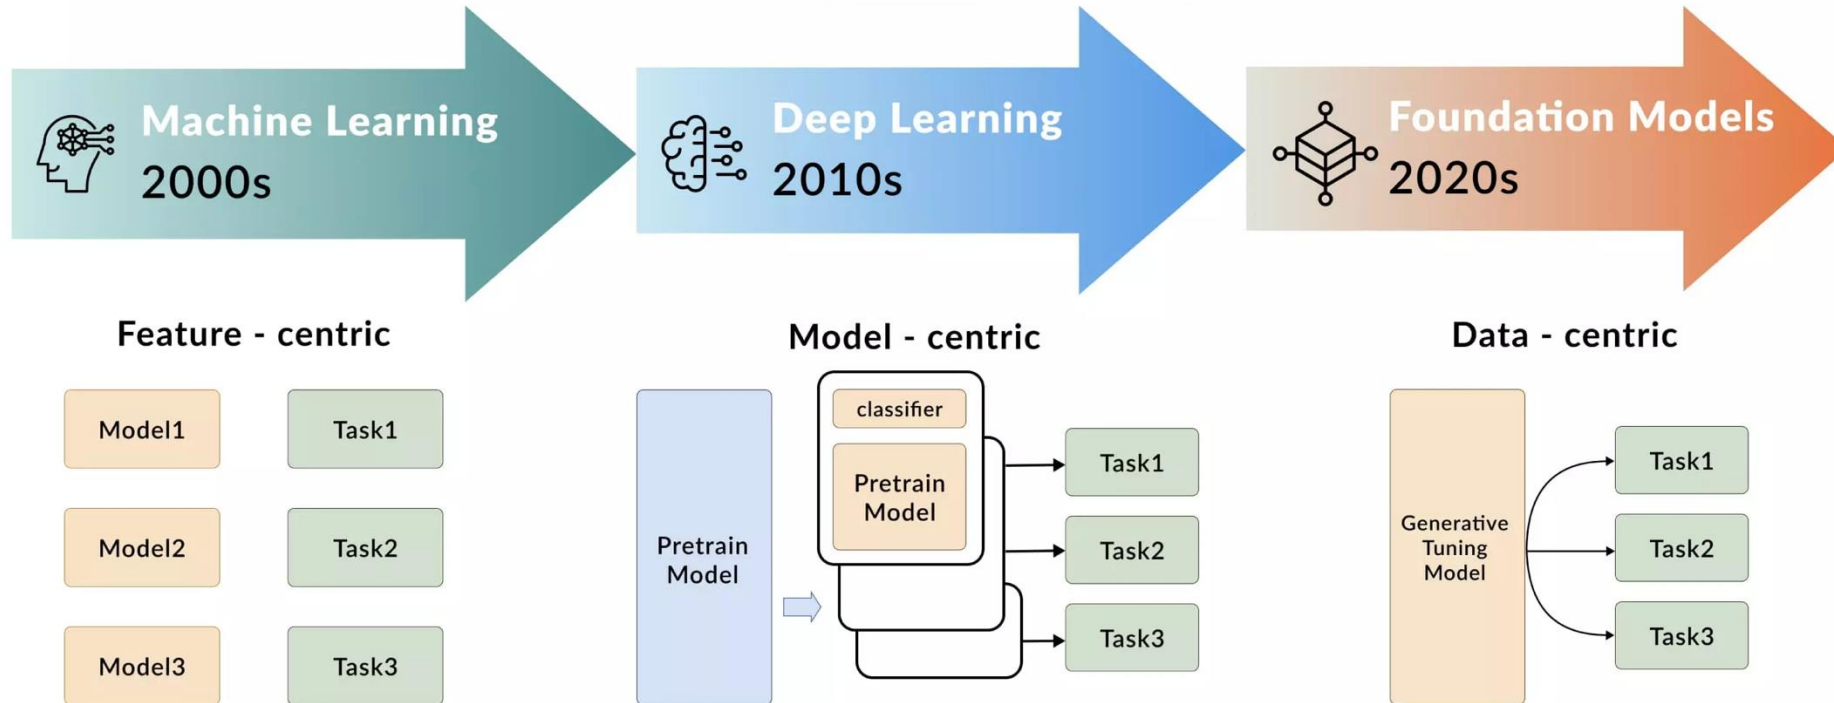 Machine Learning
2000s
Deep Learning
2010s
Foundation Models
2020s
Feature - centric
Model1
Task1
Model2
Task2
Model3
Task3
Model - centric
Pretrain
Model
classifier
Pretrain
Model
Task1
Task2
Task3
Data - centric
Generative
Tuning
Model
Task1
Task2
Task3